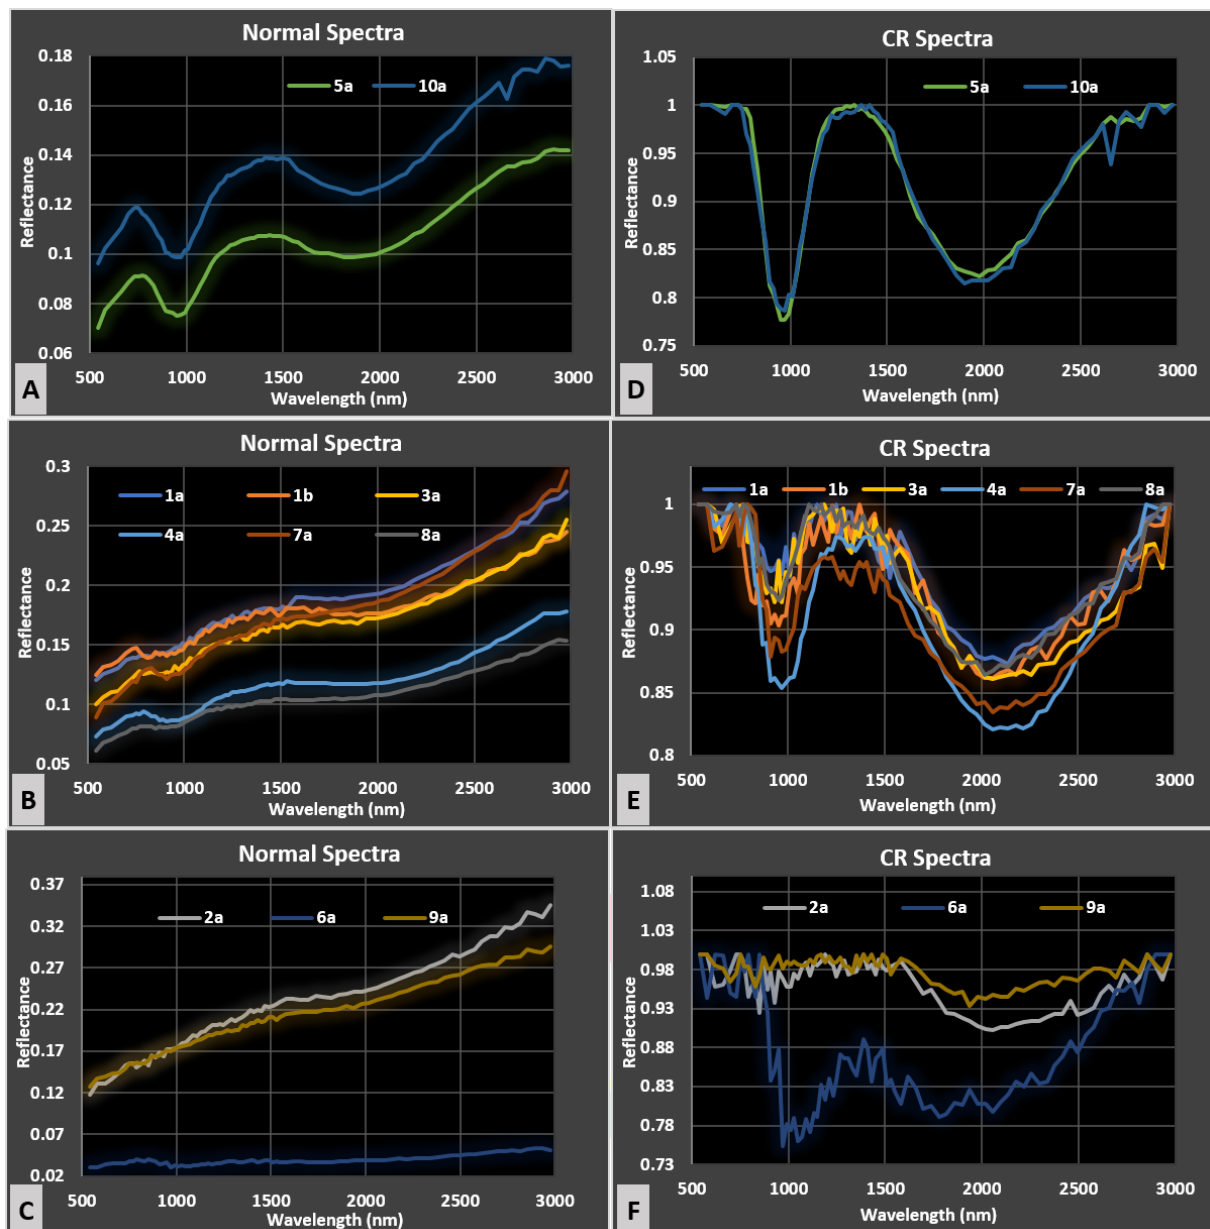 Normal Spectra
0.18
0.16
0.14
0.12
0.1
0.08
0.06
Reflectance
5a 10a
500 1000 1500 2000 2500 3000
Wavelength (nm)
A
CR Spectra
1.05
1
0.95
0.9
0.85
0.8
0.75
Reflectance
5a 10a
500 1000 1500 2000 2500 3000
Wavelength (nm)
D
Normal Spectra
0.3
0.25
0.2
0.15
0.1
0.05
Reflectance
1a 1b 3a
4a 7a 8a
500 1000 1500 2000 2500 3000
Wavelength (nm)
B
CR Spectra
1
0.95
0.9
0.85
0.8
Reflectance
1a 1b 3a 4a 7a 8a
500 1000 1500 2000 2500 3000
Wavelength (nm)
E
Normal Spectra
0.37
0.32
0.27
0.22
0.17
0.12
0.07
0.02
Reflectance
2a 6a 9a
500 1000 1500 2000 2500 3000
Wavelength (nm)
C
CR Spectra
1.08
1.03
0.98
0.93
0.88
0.83
0.78
0.73
Reflectance
2a 6a 9a
500 1000 1500 2000 2500 3000
Wavelength (nm)
F